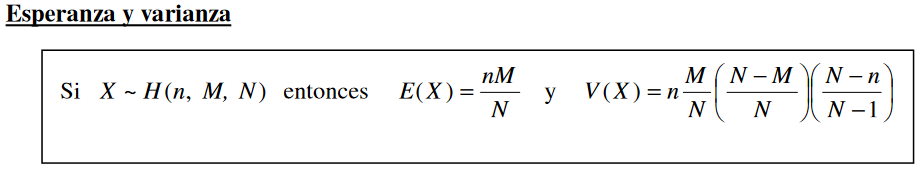 Esperanza y varianza
Si X ~ H(n, M, N) entonces E(X) = nM/N y V(X) = n M/N ((N − M)/N) ((N − n)/(N − 1))